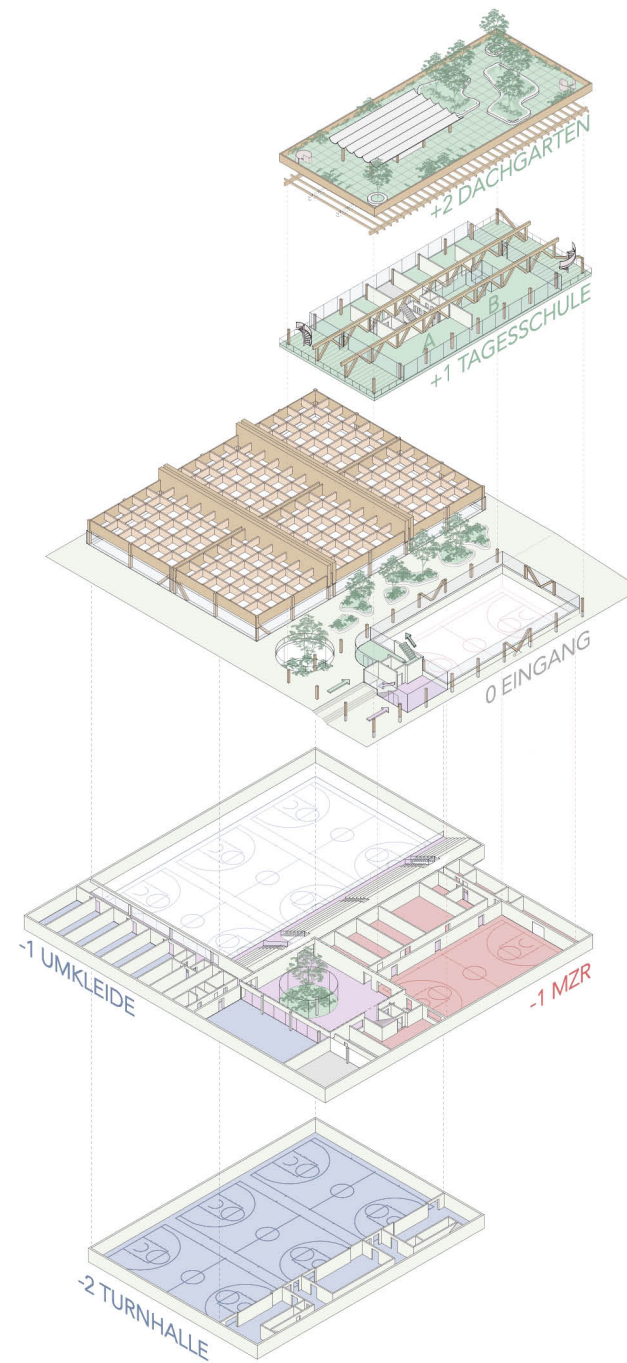 +2 DACHGARTEN
B
A
+1 TAGESSCHULE
0 EINGANG
-1 UMKLEIDE
-1 MZR
-2 TURNHALLE